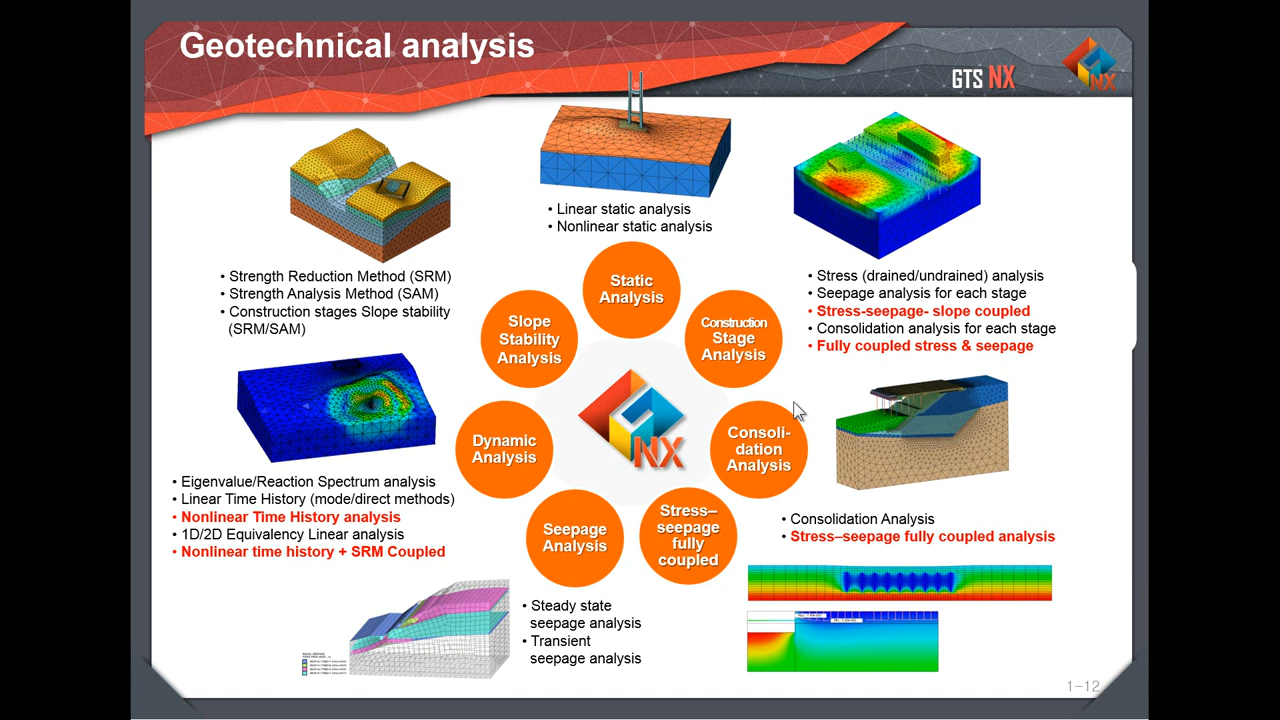 Geotechnical analysis
GTS NX
NX
• Linear static analysis
• Nonlinear static analysis
• Strength Reduction Method (SRM)
• Strength Analysis Method (SAM)
• Construction stages Slope stability
(SRM/SAM)
• Stress (drained/undrained) analysis
• Seepage analysis for each stage
• Stress-seepage- slope coupled
• Consolidation analysis for each stage
• Fully coupled stress & seepage
Static
Analysis
Slope
Stability
Analysis
Construction
Stage
Analysis
Dynamic
Analysis
NX
Consoli-
dation
Analysis
Seepage
Analysis
Stress–
seepage
fully
coupled
• Eigenvalue/Reaction Spectrum analysis
• Linear Time History (mode/direct methods)
• Nonlinear Time History analysis
• 1D/2D Equivalency Linear analysis
• Nonlinear time history + SRM Coupled
• Consolidation Analysis
• Stress–seepage fully coupled analysis
• Steady state
seepage analysis
• Transient
seepage analysis
1-12